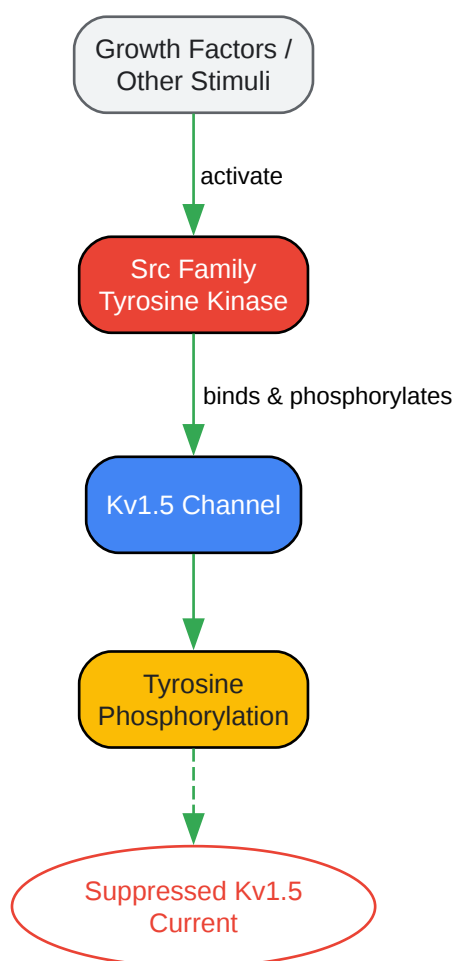 Growth Factors /
Other Stimuli
activate
Src Family
Tyrosine Kinase
binds & phosphorylates
Kv1.5 Channel
Tyrosine
Phosphorylation
Suppressed Kv1.5
Current